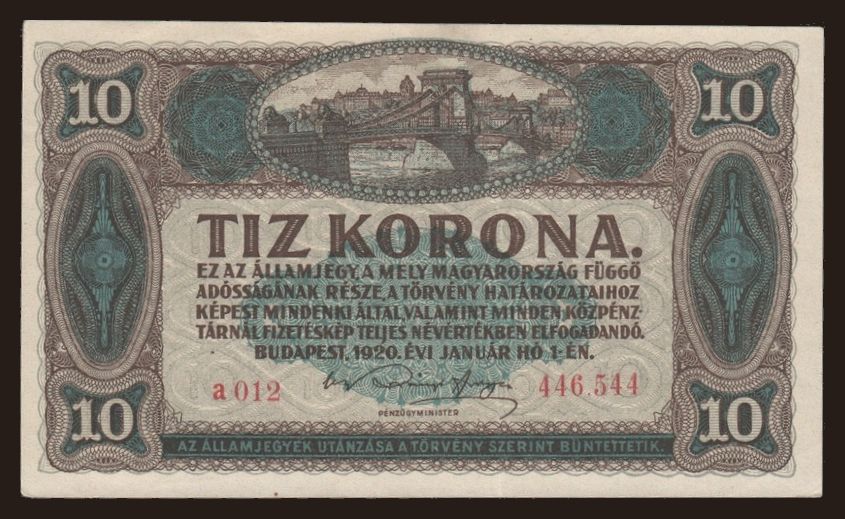 10 10
TIZ KORONA.
EZ AZ ÁLLAMJEGY, A MELY MAGYARORSZÁG FÜGGŐ
ADÓSSÁGÁNAK RÉSZE, A TÖRVÉNY HATÁROZATAIHOZ
KÉPEST MINDENKI ÁLTAL VALAMINT MINDEN KÖZPÉNZ-
TÁRNÁL FIZETÉSKÉP TELJES NÉVÉRTÉKBEN ELFOGADANDÓ.
BUDAPEST, 1920. ÉVI JANUÁR HÓ 1-ÉN.
a 012 446.544
PÉNZÜGYMINISTER
10 10
AZ ÁLLAMJEGYEK UTÁNZÁSA A TÖRVÉNY SZERINT BÜNTETTETIK.